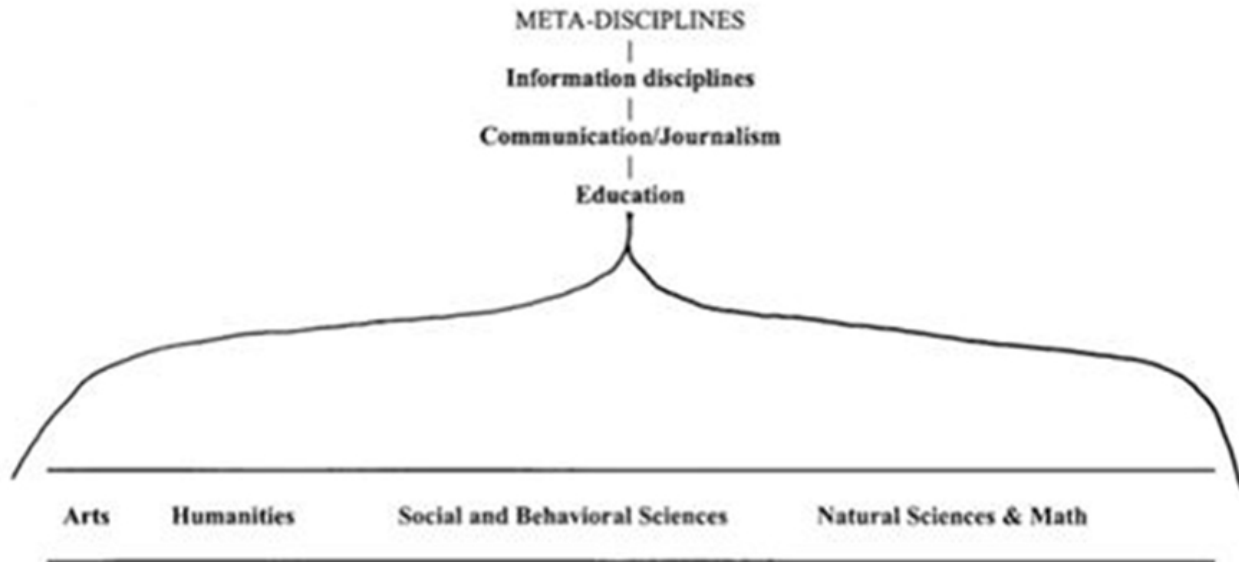 META-DISCIPLINES
Information disciplines
Communication/Journalism
Education
Arts Humanities Social and Behavioral Sciences Natural Sciences & Math